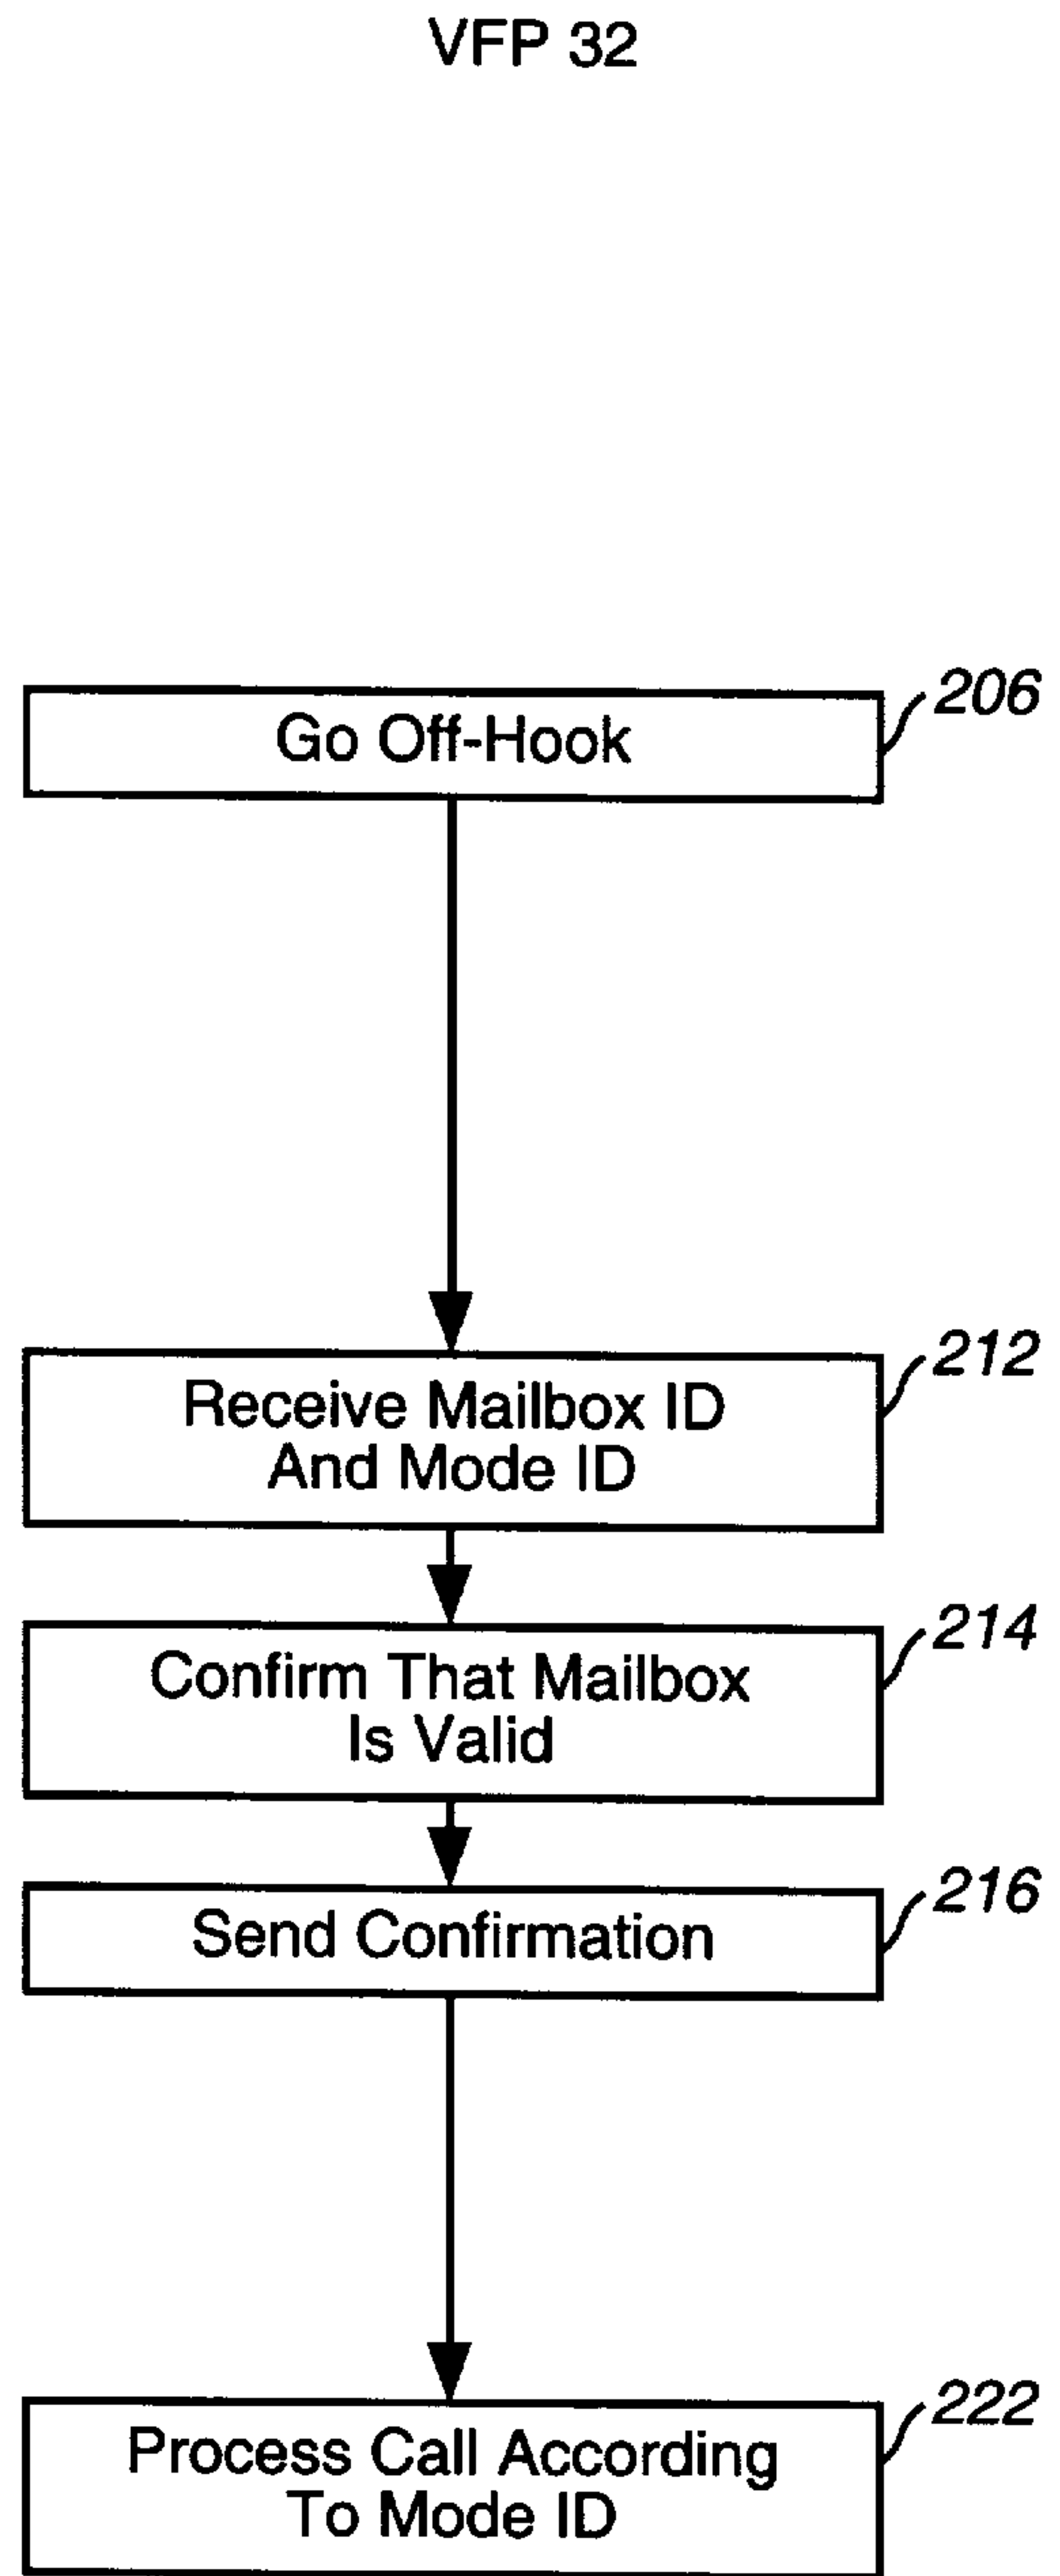 VFP 32
206
Go Off-Hook
212
Receive Mailbox ID
And Mode ID
214
Confirm That Mailbox
Is Valid
216
Send Confirmation
222
Process Call According
To Mode ID